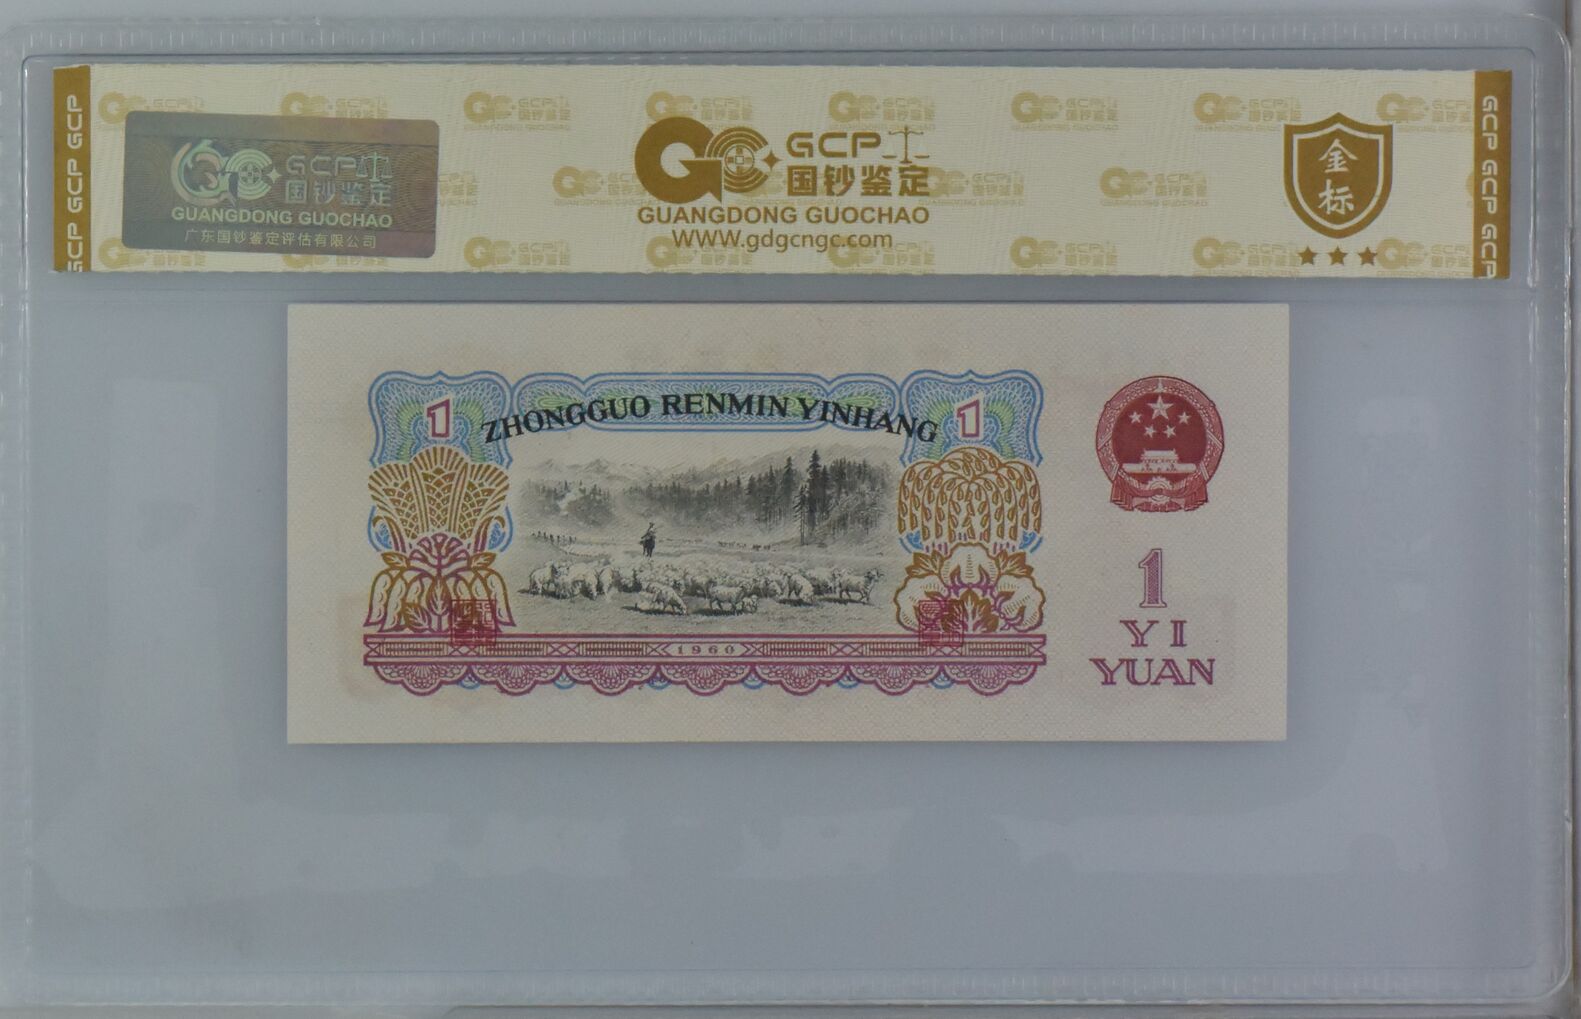 GCP GCP GCP GCP
GCP
国钞鉴定
GUANGDONG GUOCHAO
广东国钞鉴定评估有限公司
GCP
国钞鉴定
GUANGDONG GUOCHAO
WWW.gdgcngc.com
金
标
GCP GCP GCP GCP
1 ZHONGGUO RENMIN YINHANG 1
1960
1
YI
YUAN